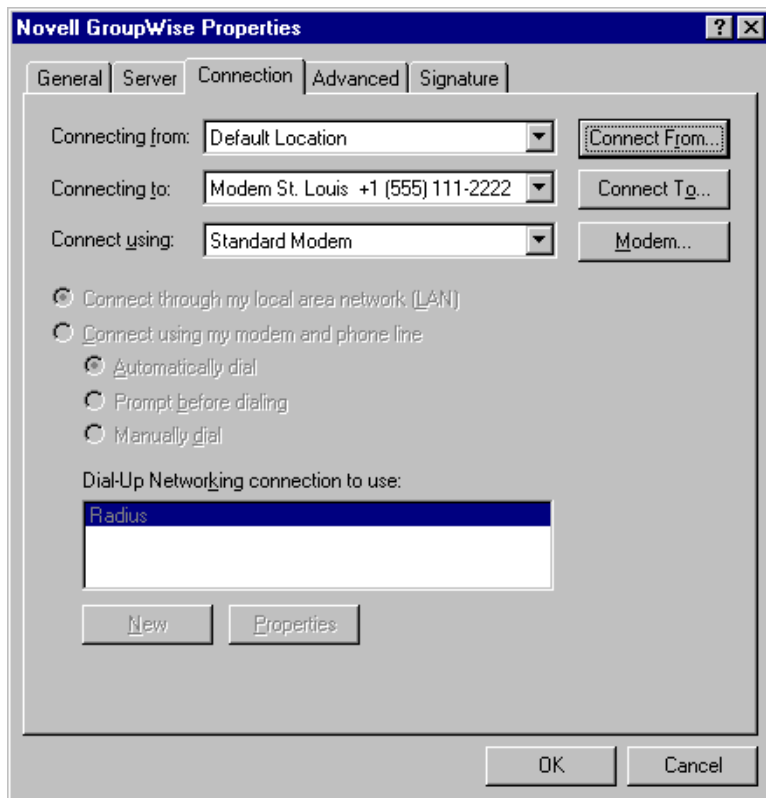 Novell GroupWise Properties
General Server Connection Advanced Signature
Connecting from: Default Location Connect From...
Connecting to: Modem St. Louis +1 (555) 111-2222 Connect To...
Connect using: Standard Modem Modem...
Connect through my local area network (LAN)
Connect using my modem and phone line
Automatically dial
Prompt before dialing
Manually dial
Dial-Up Networking connection to use:
Radius
New Properties
OK Cancel